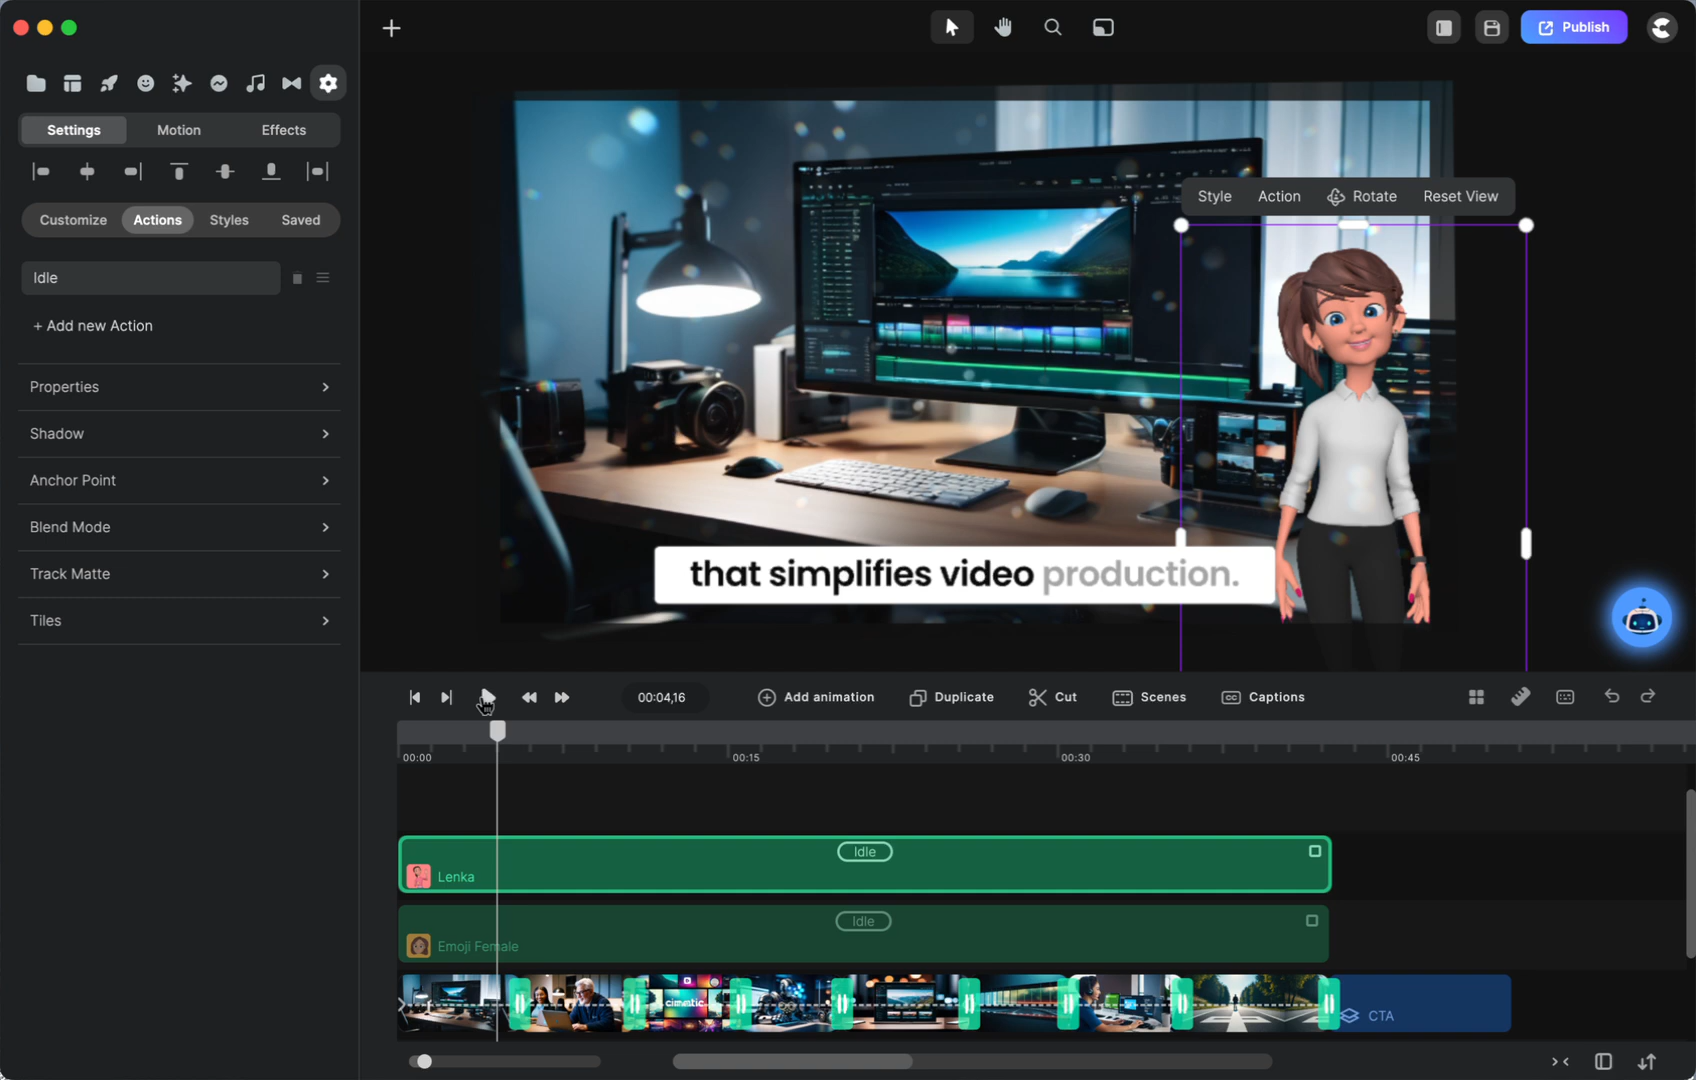 Publish
Settings
Motion
Effects
Customize
Actions
Styles
Saved
Idle
+ Add new Action
Properties
Shadow
Anchor Point
Blend Mode
Track Matte
Tiles
Style
Action
Rotate
Reset View
that simplifies video production.
00:04,16
Add animation
Duplicate
Cut
Scenes
CC Captions
00:00
00:15
00:30
00:45
Idle
Lenka
Idle
Emoji Female
CTA